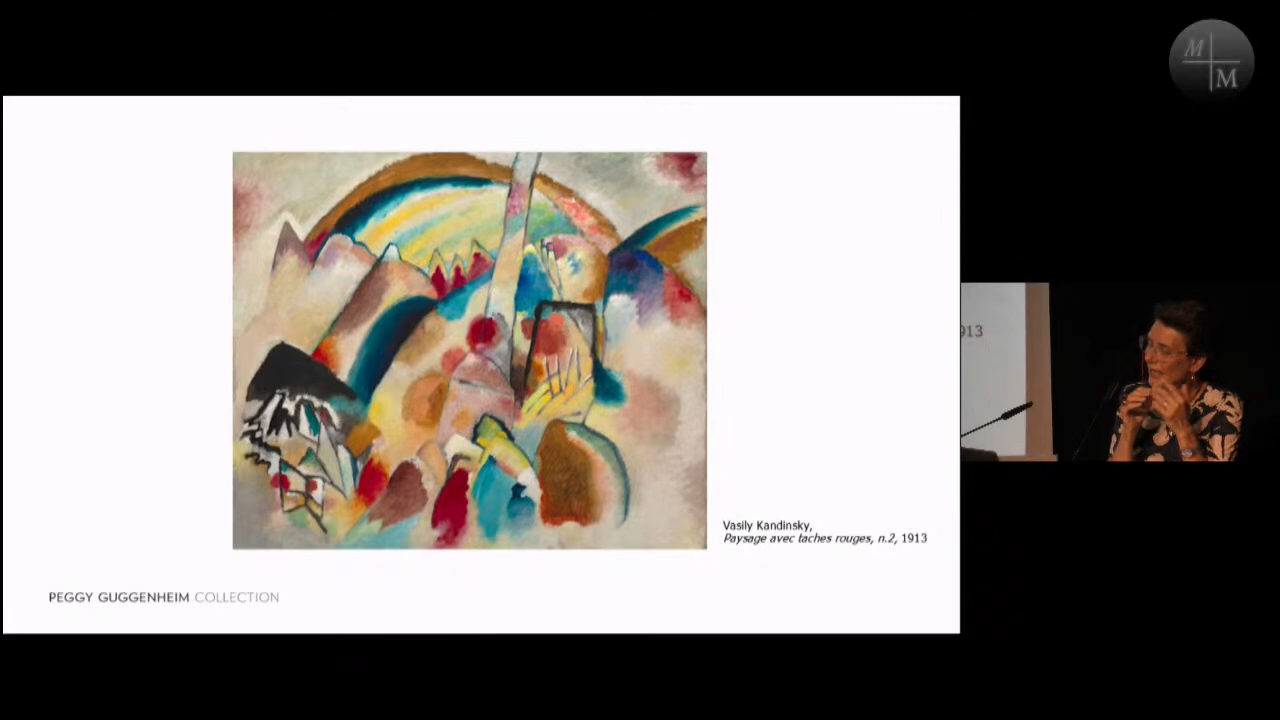 M
M
Vasily Kandinsky,
Paysage avec taches rouges, n.2, 1913
913
PEGGY GUGGENHEIM COLLECTION